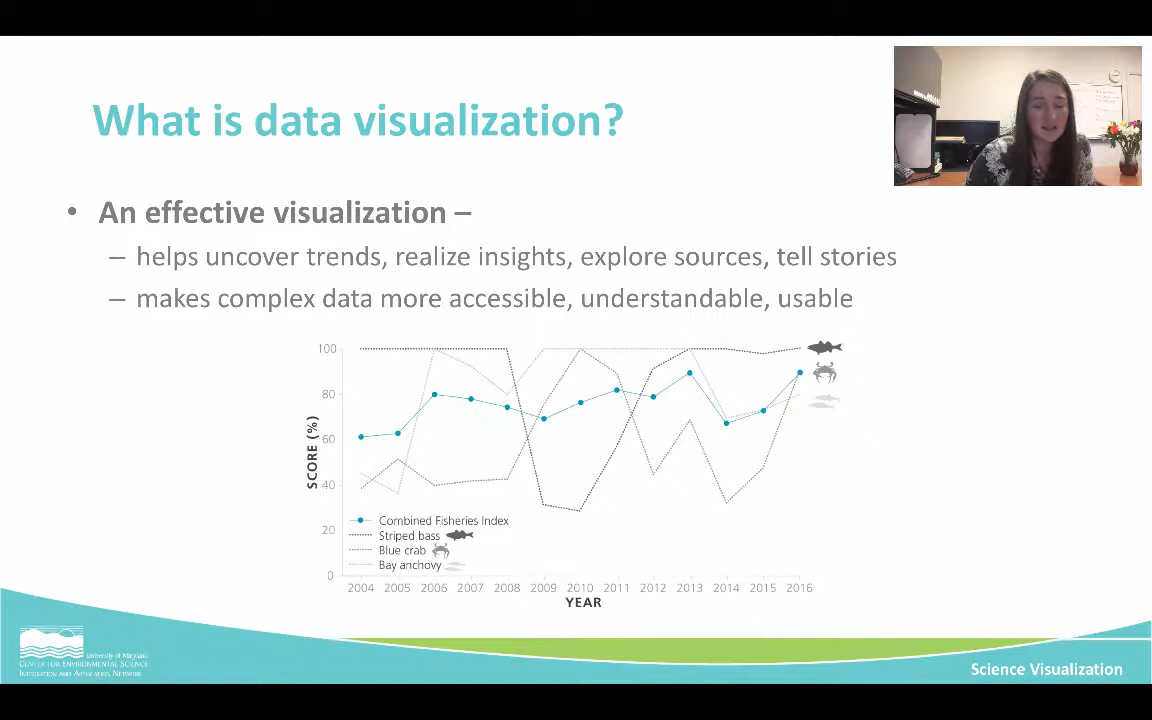 What is data visualization?
• An effective visualization –
– helps uncover trends, realize insights, explore sources, tell stories
– makes complex data more accessible, understandable, usable
100
80
60
40
20
0
SCORE (%)
Combined Fisheries Index
Striped bass
Blue crab
Bay anchovy
2004 2005 2006 2007 2008 2009 2010 2011 2012 2013 2014 2015 2016
YEAR
University of Maryland
CENTER FOR ENVIRONMENTAL SCIENCE
INTEGRATION AND APPLICATION NETWORK
Science Visualization